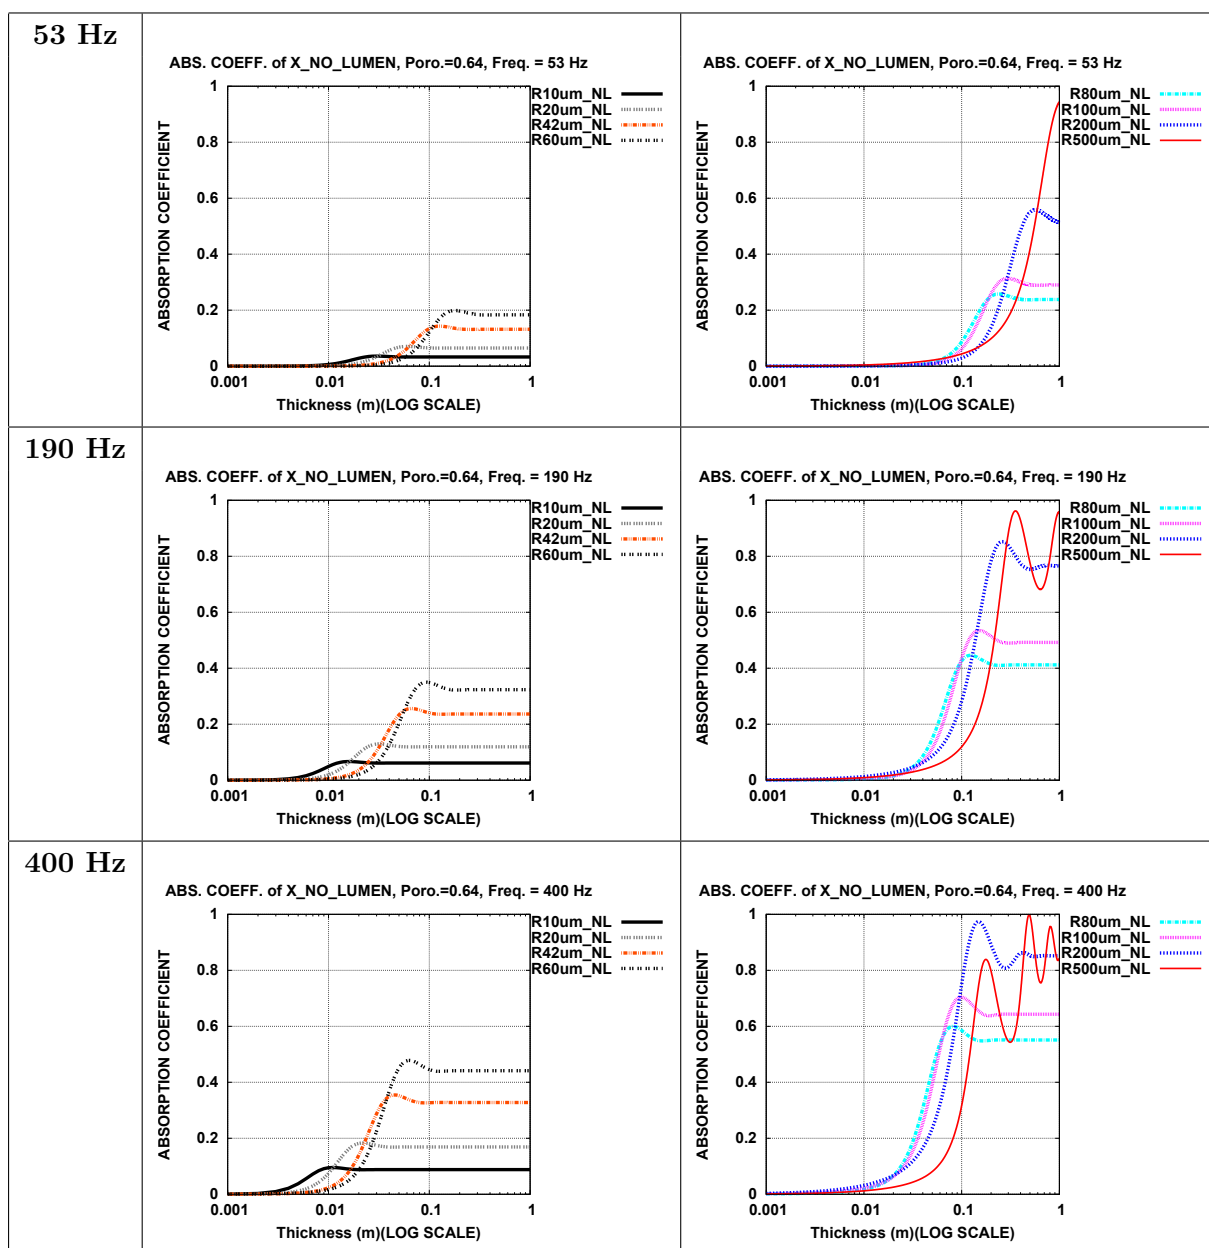 53 Hz
ABS. COEFF. of X_NO_LUMEN, Poro.=0.64, Freq. = 53 Hz
ABSORPTION COEFFICIENT
1
0.8
0.6
0.4
0.2
0
0.001 0.01 0.1 1
Thickness (m)(LOG SCALE)
R10um_NL
R20um_NL
R42um_NL
R60um_NL
ABS. COEFF. of X_NO_LUMEN, Poro.=0.64, Freq. = 53 Hz
ABSORPTION COEFFICIENT
1
0.8
0.6
0.4
0.2
0
0.001 0.01 0.1 1
Thickness (m)(LOG SCALE)
R80um_NL
R100um_NL
R200um_NL
R500um_NL
190 Hz
ABS. COEFF. of X_NO_LUMEN, Poro.=0.64, Freq. = 190 Hz
ABSORPTION COEFFICIENT
1
0.8
0.6
0.4
0.2
0
0.001 0.01 0.1 1
Thickness (m)(LOG SCALE)
R10um_NL
R20um_NL
R42um_NL
R60um_NL
ABS. COEFF. of X_NO_LUMEN, Poro.=0.64, Freq. = 190 Hz
ABSORPTION COEFFICIENT
1
0.8
0.6
0.4
0.2
0
0.001 0.01 0.1 1
Thickness (m)(LOG SCALE)
R80um_NL
R100um_NL
R200um_NL
R500um_NL
400 Hz
ABS. COEFF. of X_NO_LUMEN, Poro.=0.64, Freq. = 400 Hz
ABSORPTION COEFFICIENT
1
0.8
0.6
0.4
0.2
0
0.001 0.01 0.1 1
Thickness (m)(LOG SCALE)
R10um_NL
R20um_NL
R42um_NL
R60um_NL
ABS. COEFF. of X_NO_LUMEN, Poro.=0.64, Freq. = 400 Hz
ABSORPTION COEFFICIENT
1
0.8
0.6
0.4
0.2
0
0.001 0.01 0.1 1
Thickness (m)(LOG SCALE)
R80um_NL
R100um_NL
R200um_NL
R500um_NL